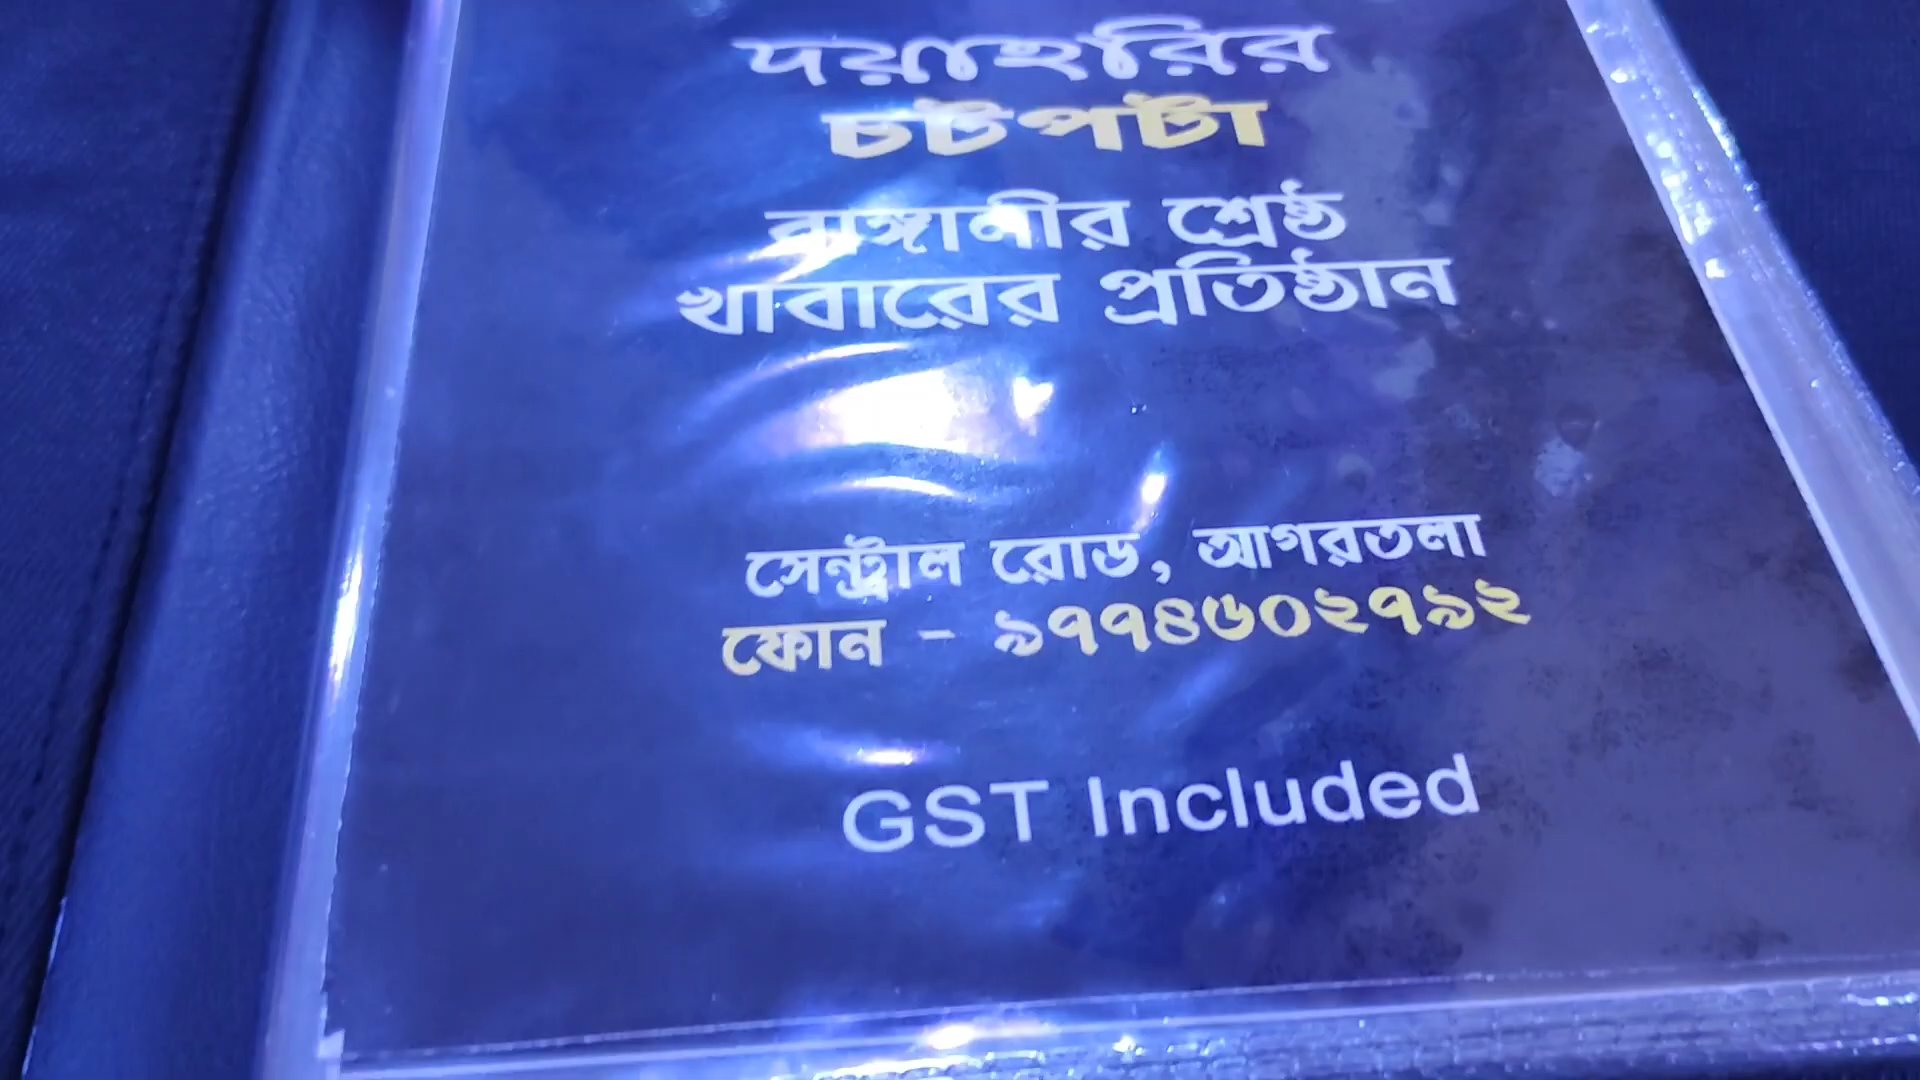 দয়াহরির
চটপটা
বাঙ্গালীর শ্রেষ্ঠ
খাবারের প্রতিষ্ঠান
সেন্ট্রাল রোড, আগরতলা
ফোন - ৯৭৭৪৬০২৭৯২
GST Included